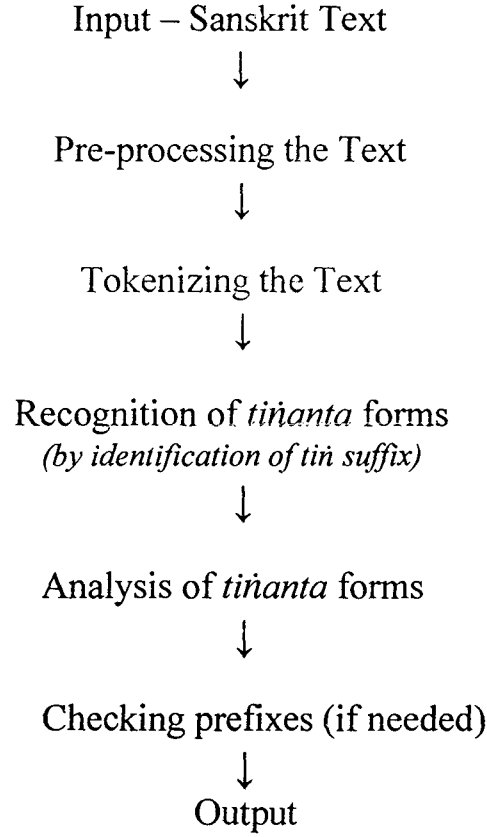 Input – Sanskrit Text
↓
Pre-processing the Text
↓
Tokenizing the Text
↓
Recognition of tiṅanta forms
(by identification of tiṅ suffix)
↓
Analysis of tiṅanta forms
↓
Checking prefixes (if needed)
↓
Output